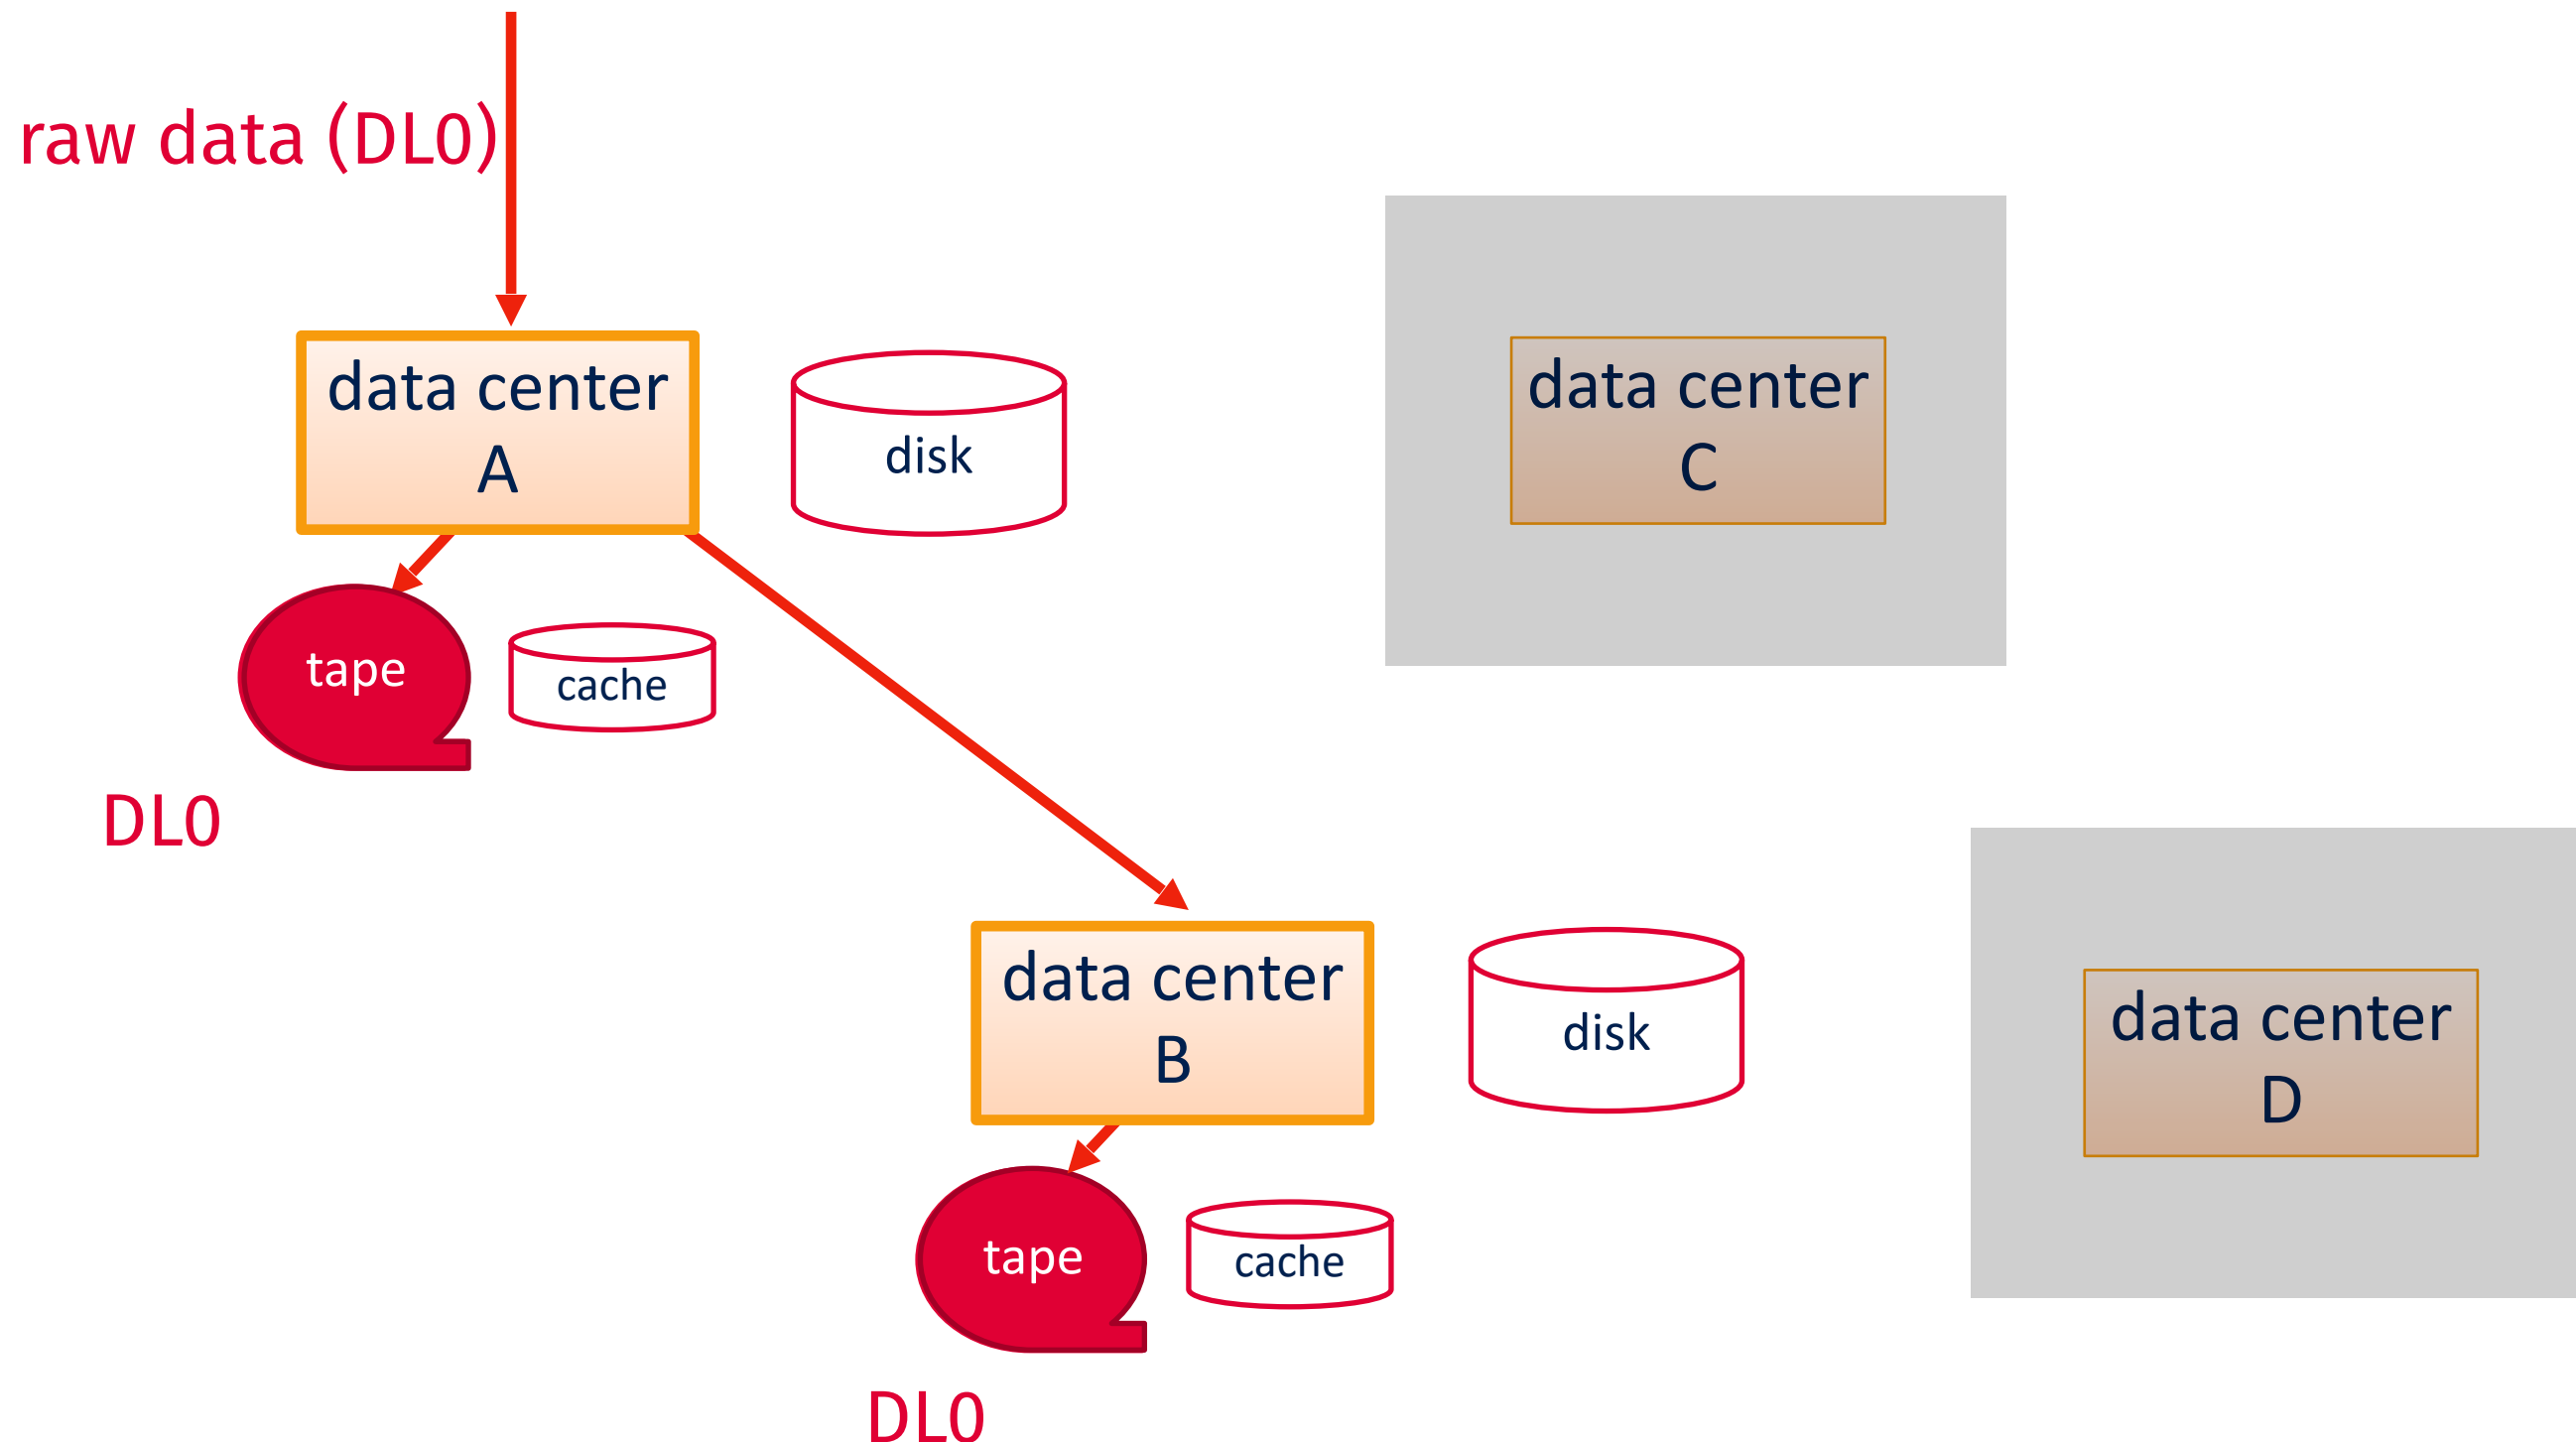 raw data (DL0)
data center
A
disk
data center
C
tape
cache
DL0
data center
B
disk
data center
D
tape
cache
DL0